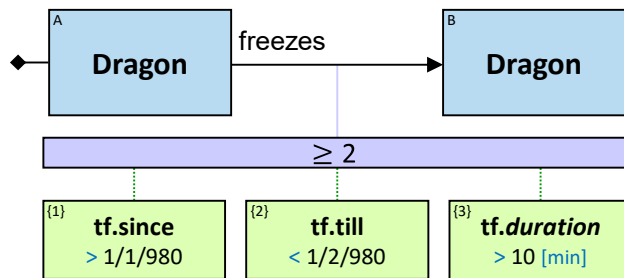 A
Dragon
freezes
B
Dragon
≥ 2
{1}
tf.since
> 1/1/980
{2}
tf.till
< 1/2/980
{3}
tf.duration
> 10 [min]